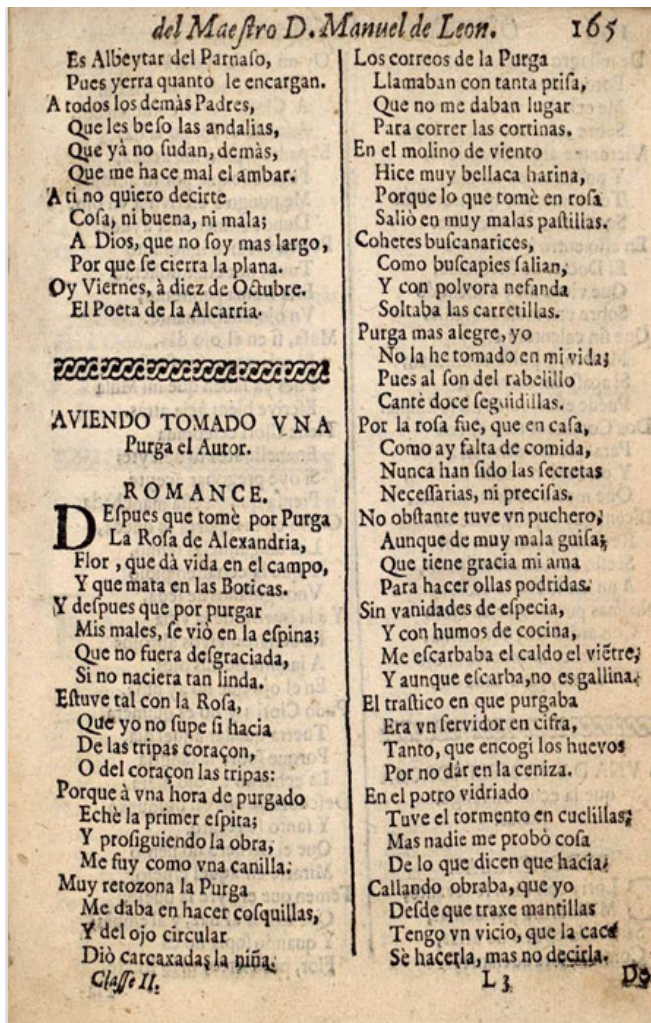 del Maeſtro D. Manuel de Leon. 165
Es Albeytar del Parnaſo,
Pues yerra quanto le encargan.
A todos los demàs Padres,
Que les beſo las andalias,
Que yà no ſudan, demàs,
Que me hace mal el ambar.
A ti no quiero decirte
Coſa, ni buena, ni mala;
A Dios, que no ſoy mas largo,
Por que ſe cierra la plana.
Oy Viernes, à diez de Octubre.
El Poeta de la Alcarria.
AVIENDO TOMADO VNA
Purga el Autor.
ROMANCE.
DEſpues que tomè por Purga
La Roſa de Alexandria,
Flor, que dà vida en el campo,
Y que mata en las Boticas.
Y deſpues que por purgar
Mis males, ſe viò en la eſpina;
Que no fuera deſgraciada,
Si no naciera tan linda.
Eſtuve tal con la Roſa,
Que yo no ſupe ſi hacia
De las tripas coraçon,
O del coraçon las tripas:
Porque à vna hora de purgado
Echè la primer eſpita;
Y proſiguiendo la obra,
Me fuy como vna canilla.
Muy retozona la Purga
Me daba en hacer coſquillas,
Y del ojo circular
Diò carcaxadas la niña.
Claſſe II.
Los correos de la Purga
Llamaban con tanta priſa,
Que no me daban lugar
Para correr las cortinas.
En el molino de viento
Hice muy bellaca harina,
Porque lo que tomè en roſa
Saliò en muy malas paſtillas.
Cohetes buſcanarices,
Como buſcapies ſalian,
Y con polvora nefanda
Soltaba las carretillas.
Purga mas alegre, yo
No la he tomado en mi vida;
Pues al ſon del rabelillo
Cantè doce ſeguidillas.
Por la roſa fue, que en caſa,
Como ay falta de comida,
Nunca han ſido las ſecretas
Neceſſarias, ni preciſas.
No obſtante tuve vn puchero,
Aunque de muy mala guiſa;
Que tiene gracia mi ama
Para hacer ollas podridas.
Sin vanidades de eſpecia,
Y con humos de cocina,
Me eſcarbaba el caldo el viẽtre;
Y aunque eſcarba, no es gallina.
El traſtico en que purgaba
Era vn ſervidor en cifra,
Tanto, que encogi los huevos
Por no dàr en la ceniza.
En el potro vidriado
Tuve el tormento en cuclillas;
Mas nadie me probò coſa
De lo que dicen que hacia.
Callando obraba, que yo
Deſde que traxe mantillas
Tengo vn vicio, que la caca
Sè hacerla, mas no decirla.
L 3